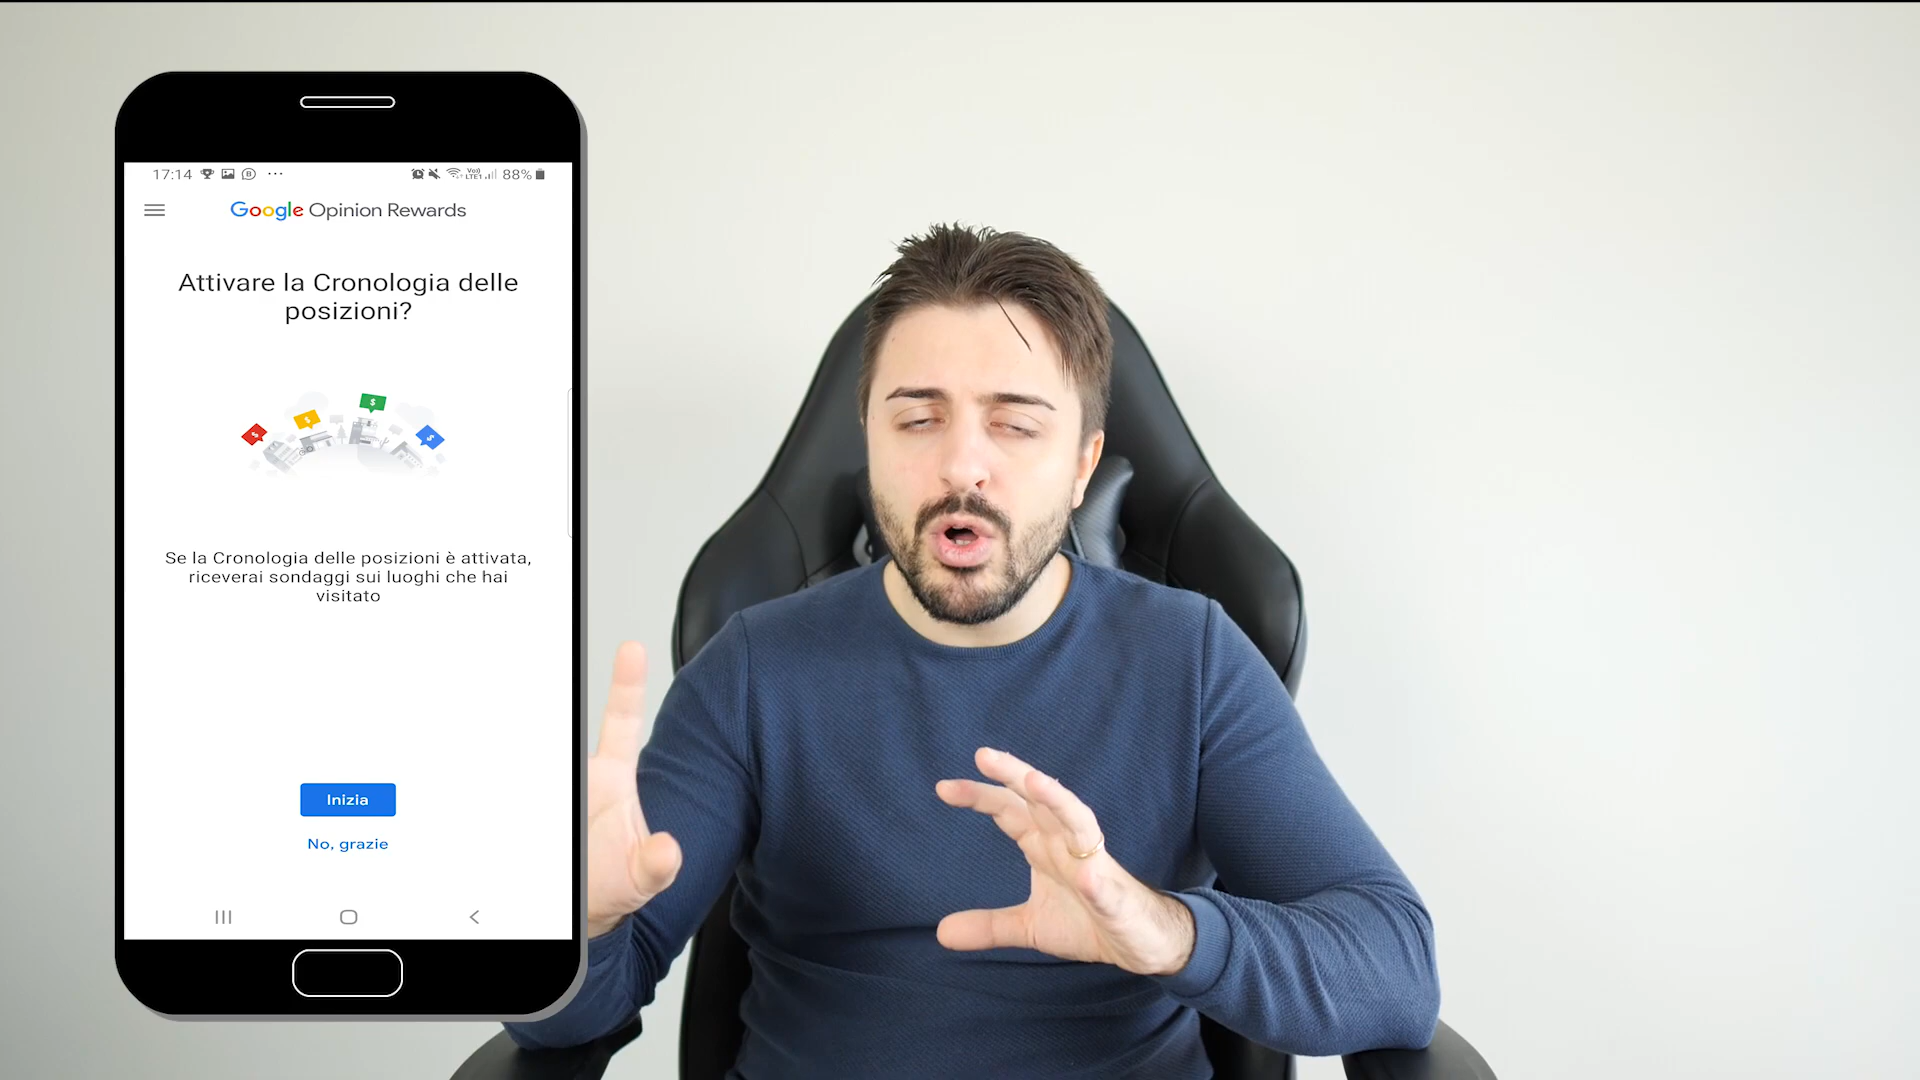 17:14 88%
Google Opinion Rewards
Attivare la Cronologia delle
posizioni?
Se la Cronologia delle posizioni è attivata,
riceverai sondaggi sui luoghi che hai
visitato
Inizia
No, grazie